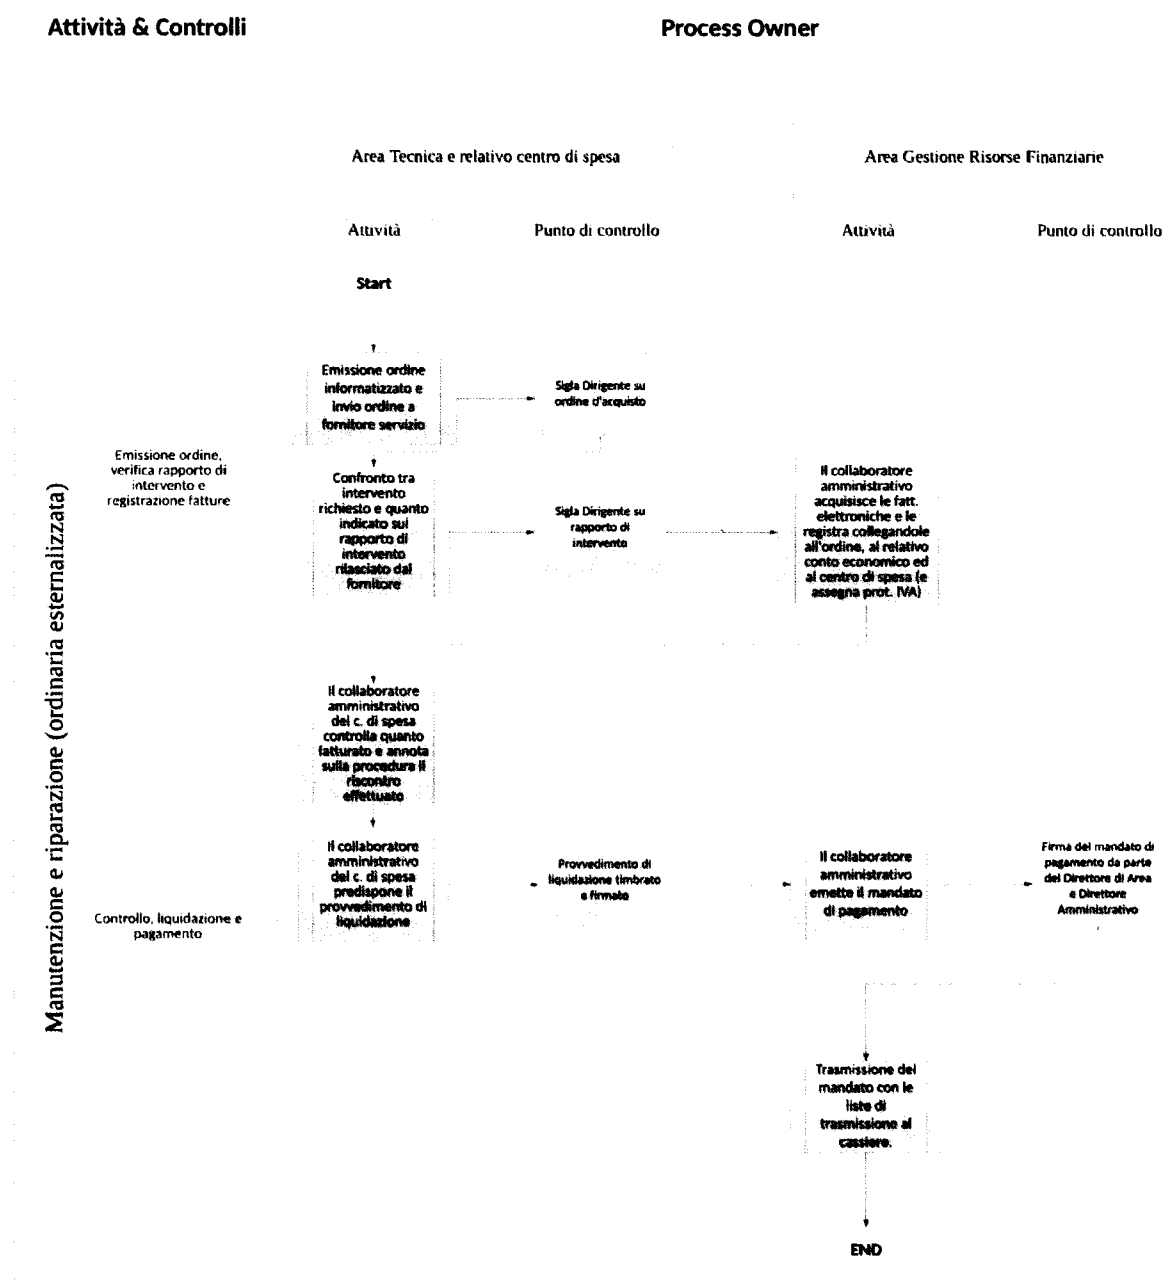 Attività & Controlli
Process Owner
Area Tecnica e relativo centro di spesa
Area Gestione Risorse Finanziarie
Attività
Punto di controllo
Attività
Punto di controllo
Start
Emissione ordine
informatizzato e
invio ordine a
fornitore servizio
Sigla Dirigente su
ordine d'acquisto
Manutenzione e riparazione (ordinaria esternalizzata)
Emissione ordine,
verifica rapporto di
intervento e
registrazione fatture
Confronto tra
intervento
richiesto e quanto
indicato sul
rapporto di
intervento
rilasciato dal
fornitore
Sigla Dirigente su
rapporto di
intervento
Il collaboratore
amministrativo
acquisisce le fatt.
elettroniche e le
registra collegandole
all'ordine, al relativo
conto economico ed
al centro di spesa (e
assegna prot. IVA)
Il collaboratore
amministrativo
del c. di spesa
controlla quanto
fatturato e annota
sulla procedura il
riscontro
effettuato
Controllo, liquidazione e
pagamento
Il collaboratore
amministrativo
del c. di spesa
predispone il
provvedimento di
liquidazione
Provvedimento di
liquidazione timbrato
e firmato
Il collaboratore
amministrativo
emette il mandato
di pagamento
Firma del mandato di
pagamento da parte
del Direttore di Area
e Direttore
Amministrativo
Trasmissione del
mandato con le
liste di
trasmissione al
cassiere.
END